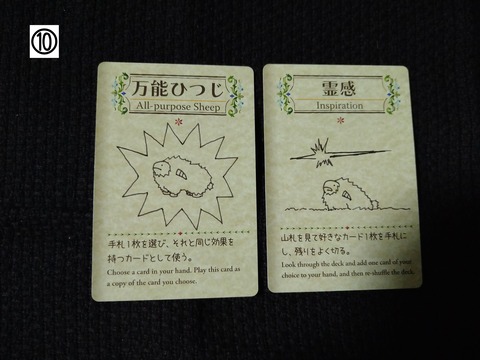 ⑩
万能ひつじ
All-purpose Sheep
手札1枚を選び、それと同じ効果を
持つカードとして使う。
Choose a card in your hand. Play this card as
a copy of the card you choose.
霊感
Inspiration
山札を見て好きなカード1枚を手札にし
、残りをよく切る。
Look through the deck and add one card of your
choice to your hand, and then re-shuffle the deck.